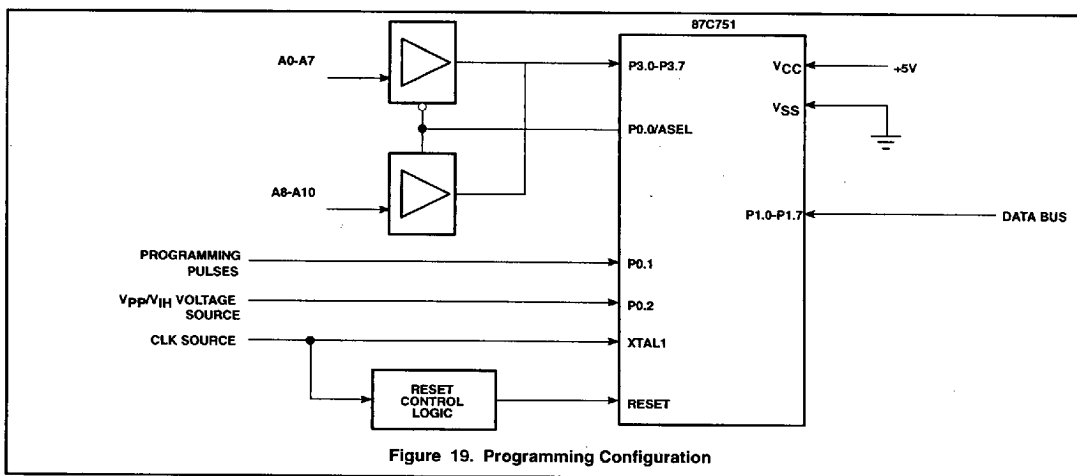 87C751
A0-A7
P3.0-P3.7
VCC
+5V
VSS
P0.0/ASEL
A8-A10
P1.0-P1.7
DATA BUS
PROGRAMMING
PULSES
P0.1
VPP/VIH VOLTAGE
SOURCE
P0.2
CLK SOURCE
XTAL1
RESET
CONTROL
LOGIC
RESET
Figure 19. Programming Configuration